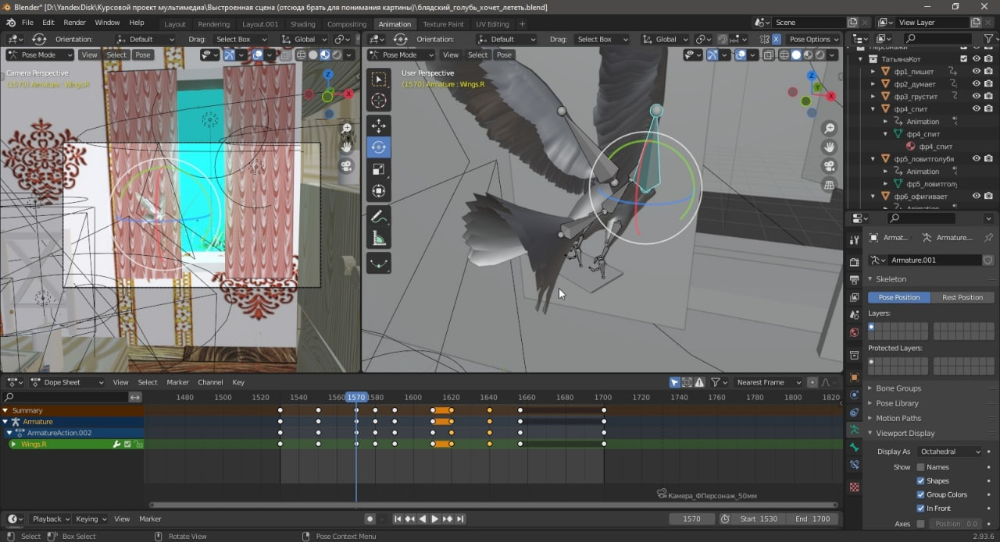 Blender* [D:\YandexDisk\Курсовой проект мультимедиа\Выстроенная сцена (отсюда брать для понимания картины)\блядский_голубь_хочет_лететь.blend]
File Edit Render Window Help Layout Rendering Layout.001 Shading Compositing Animation Texture Paint UV Editing + Scene View Layer
Orientation: Default Drag: Select Box Global Orientation: Default Drag: Select Box Global X Pose Options
Pose Mode View Select Pose Pose Mode View Select Pose
Camera Perspective
(1570) Armature : Wings.R
User Perspective
(1570) Armature : Wings.R
Z
Y
X
ТатьянаКот
фр1_пишет
фр2_думает
фр3_грустит
фр4_спит
Animation
фр4_спит
фр4_спит
фр5_ловитголубя
Animation
фр5_ловитголу
фр6_офигивает
Animation
Armat... Armature....
Armature.001
Skeleton
Pose Position Rest Position
Layers:
Protected Layers:
Bone Groups
Pose Library
Motion Paths
Viewport Display
Display As Octahedral
Show Names
Shapes
Group Colors
In Front
Axes Position 0.0
Dope Sheet View Select Marker Channel Key Nearest Frame
1480 1500 1520 1540 1560 1570 1580 1600 1620 1640 1660 1680 1700 1720 1740 1760 1780 1800 1820
Summary
Armature
ArmatureAction.002
Wings.R
Камера_ФПерсонаж_50мм
Playback Keying View Marker 1570 Start 1530 End 1700
Select Box Select Rotate View Pose Context Menu 2.93.6